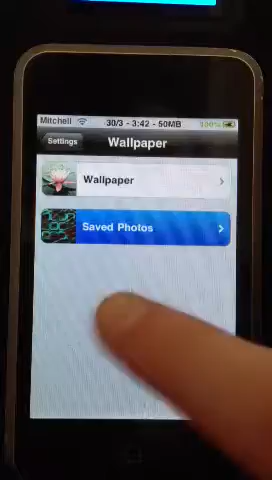 Mitchell 30/3 - 3:42 - 50MB 100%
Settings Wallpaper
Wallpaper
Saved Photos